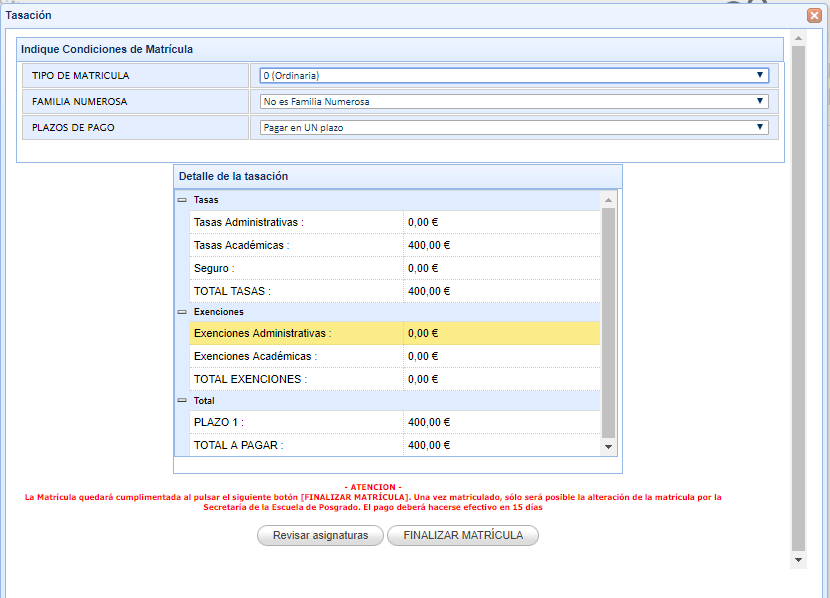 Tasación
Indique Condiciones de Matrícula
TIPO DE MATRICULA 0 (Ordinaria)
FAMILIA NUMEROSA No es Familia Numerosa
PLAZOS DE PAGO Pagar en UN plazo
Detalle de la tasación
Tasas
Tasas Administrativas : 0,00 €
Tasas Académicas : 400,00 €
Seguro : 0,00 €
TOTAL TASAS : 400,00 €
Exenciones
Exenciones Administrativas : 0,00 €
Exenciones Académicas : 0,00 €
TOTAL EXENCIONES : 0,00 €
Total
PLAZO 1 : 400,00 €
TOTAL A PAGAR : 400,00 €
- ATENCION -
La Matrícula quedará cumplimentada al pulsar el siguiente botón [FINALIZAR MATRÍCULA]. Una vez matriculado, sólo será posible la alteración de la matrícula por la
Secretaría de la Escuela de Posgrado. El pago deberá hacerse efectivo en 15 días
Revisar asignaturas FINALIZAR MATRÍCULA